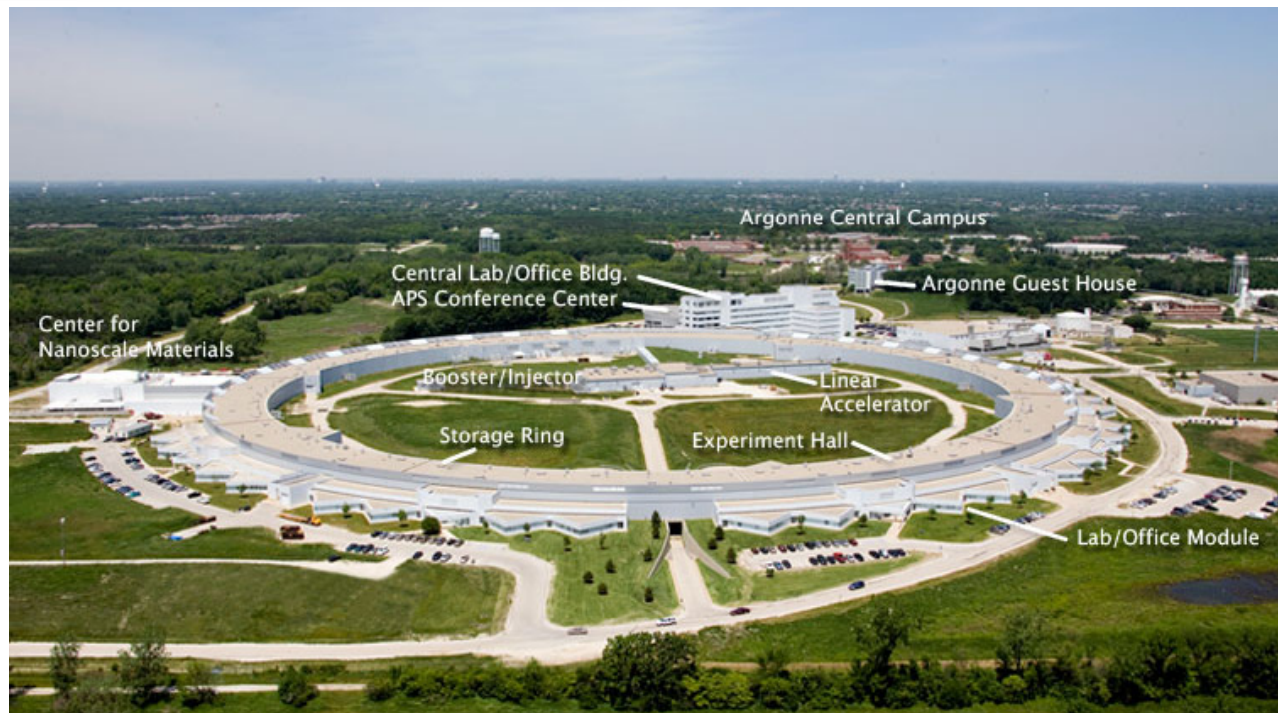 Argonne Central Campus
Central Lab/Office Bldg.
APS Conference Center
Argonne Guest House
Center for
Nanoscale Materials
Booster/Injector
Linear
Accelerator
Storage Ring
Experiment Hall
Lab/Office Module